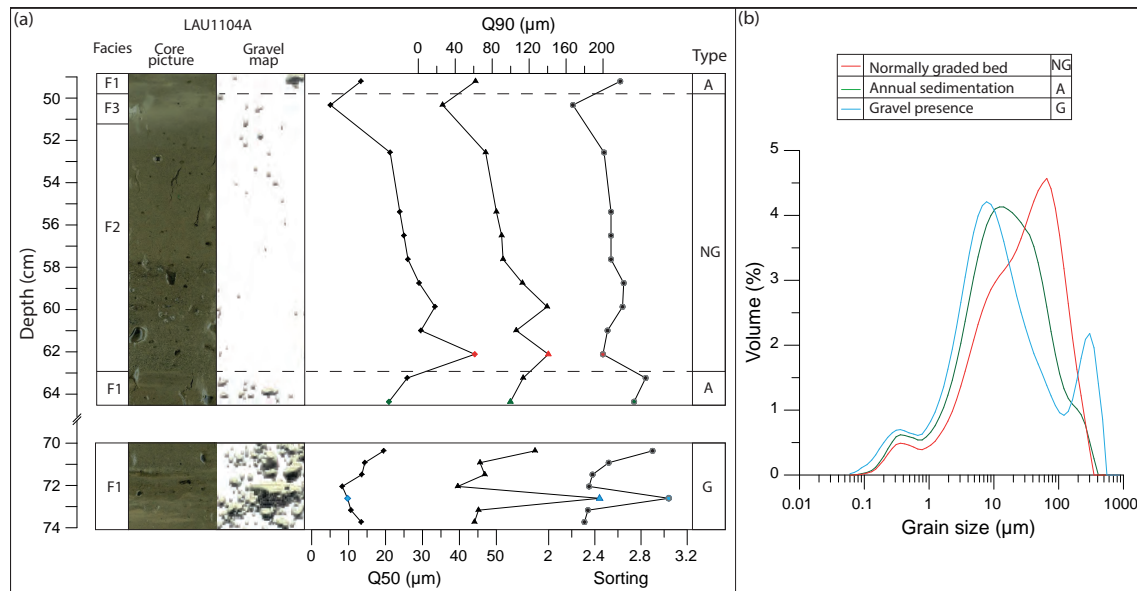 (a)
LAU1104A
Q90 (µm)
Facies
Core
picture
Gravel
map
0 40 60 80 120 140 160 200
Type
F1
A
50
F3
52
54
F2
56
NG
58
Depth (cm)
60
62
F1
A
64
70
F1
G
72
74
0 10 20 30 40 50 2 2.4 2.8 3.2
Q50 (µm)
Sorting
(b)
Normally graded bed NG
Annual sedimentation A
Gravel presence G
5
4
3
2
1
0
Volume (%)
0.01 0.1 1 10 100 1000
Grain size (µm)